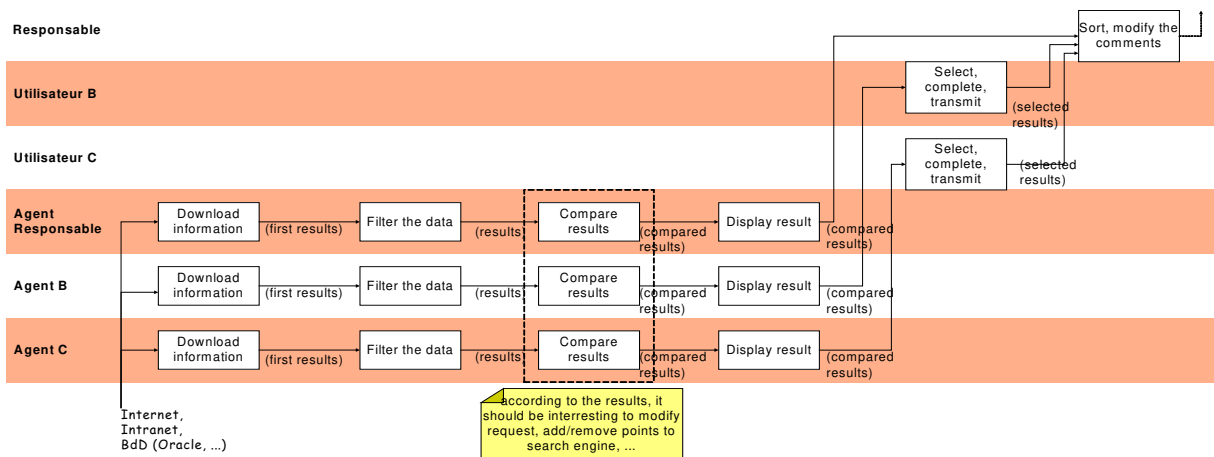 Responsable
Sort, modify the
comments
Utilisateur B
Select,
complete,
transmit
(selected
results)
Utilisateur C
Select,
complete,
transmit
(selected
results)
Agent
Responsable
Download
information
(first results)
Filter the data
(results)
Compare
results
(compared
results)
Display result
(compared
results)
Agent B
Download
information
(first results)
Filter the data
(results)
Compare
results
(compared
results)
Display result
(compared
results)
Agent C
Download
information
(first results)
Filter the data
(results)
Compare
results
(compared
results)
Display result
(compared
results)
Internet,
Intranet,
BdD (Oracle, ...)
according to the results, it
should be interresting to modify
request, add/remove points to
search engine, ...